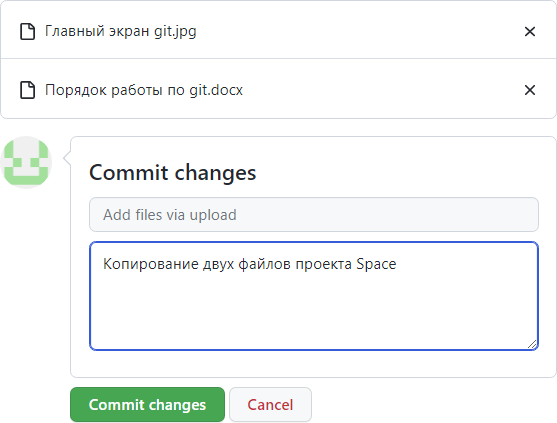 Главный экран git.jpg
Порядок работы по git.docx
Commit changes
Add files via upload
Копирование двух файлов проекта Space
Commit changes
Cancel